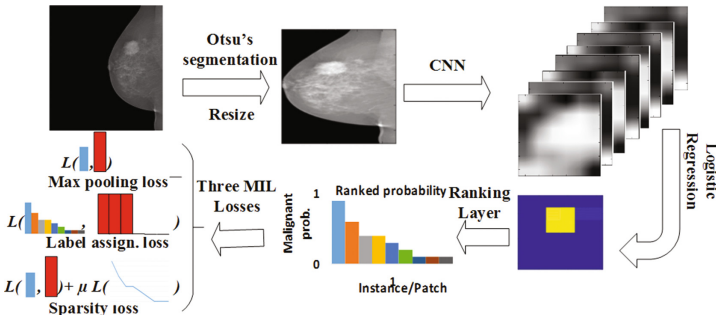 Otsu's
segmentation
Resize
CNN
Logistic
Regression
Ranking
Layer
Ranked probability
Malignant
prob.
1
0
1
Instance/Patch
Three MIL
Losses
L( , )
Max pooling loss
L( , )
Label assign. loss
L( , )+ μ L( )
Sparsity loss